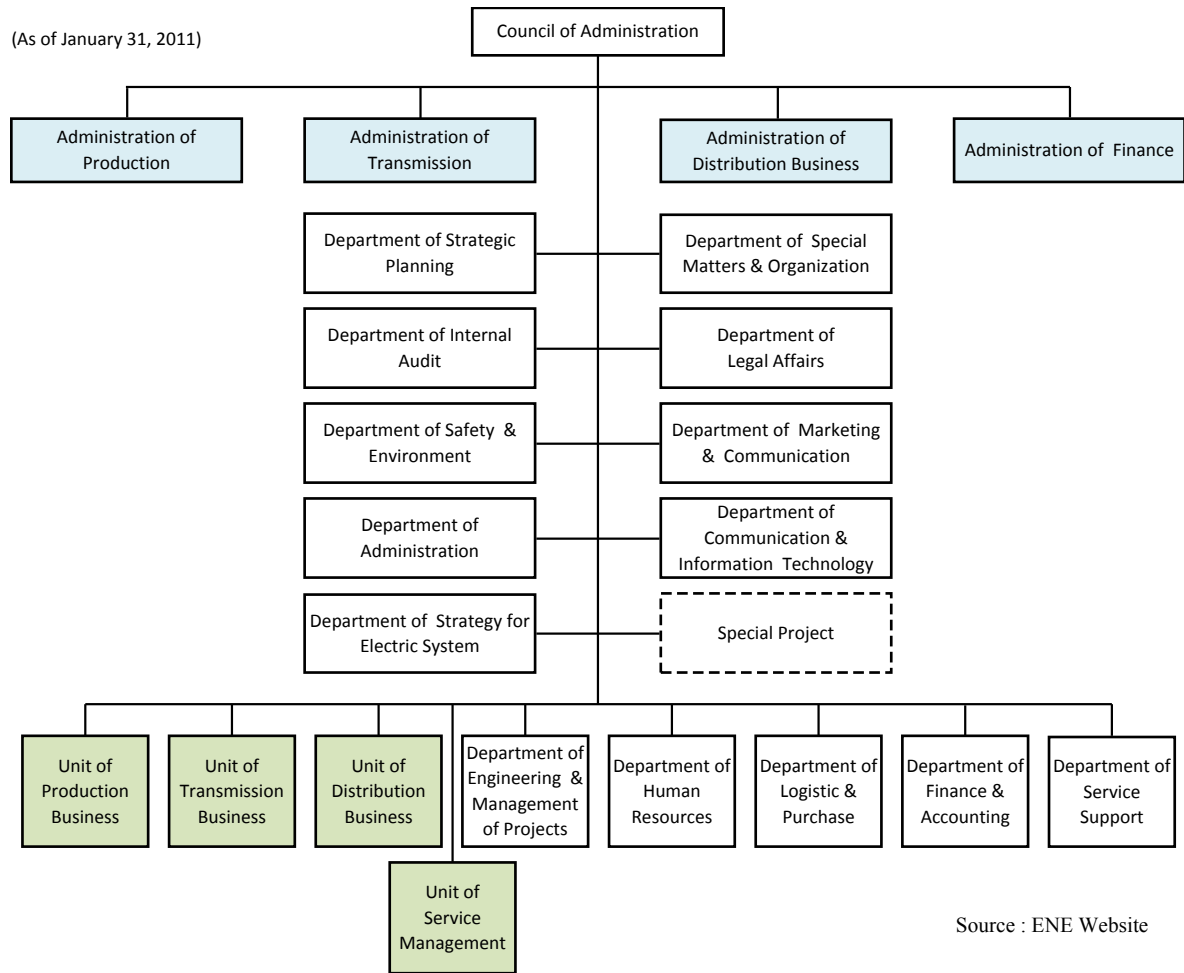 (As of January 31, 2011)
Council of Administration
Administration of
Production
Administration of
Transmission
Administration of
Distribution Business
Administration of Finance
Department of Strategic
Planning
Department of Special
Matters & Organization
Department of Internal
Audit
Department of
Legal Affairs
Department of Safety &
Environment
Department of Marketing
& Communication
Department of
Administration
Department of
Communication &
Information Technology
Department of Strategy for
Electric System
Special Project
Unit of
Production
Business
Unit of
Transmission
Business
Unit of
Distribution
Business
Department of
Engineering &
Management
of Projects
Department of
Human
Resources
Department of
Logistic &
Purchase
Department of
Finance &
Accounting
Department of
Service
Support
Unit of
Service
Management
Source : ENE Website